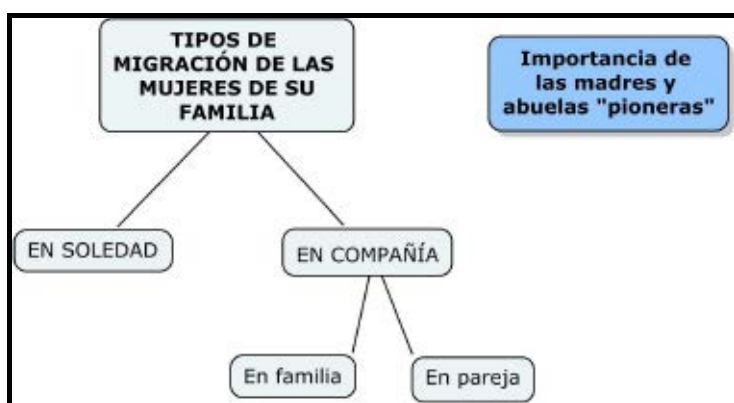 TIPOS DE
MIGRACIÓN DE LAS
MUJERES DE SU
FAMILIA
Importancia de
las madres y
abuelas "pioneras"
EN SOLEDAD
EN COMPAÑÍA
En familia
En pareja